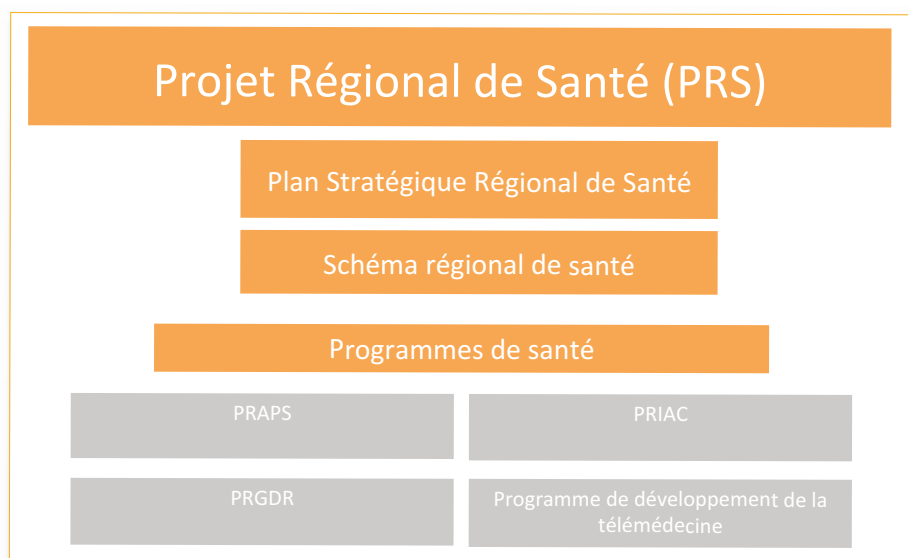 Projet Régional de Santé (PRS)
Plan Stratégique Régional de Santé
Schéma régional de santé
Programmes de santé
PRAPS
PRIAC
PRGDR
Programme de développement de la
télémédecine